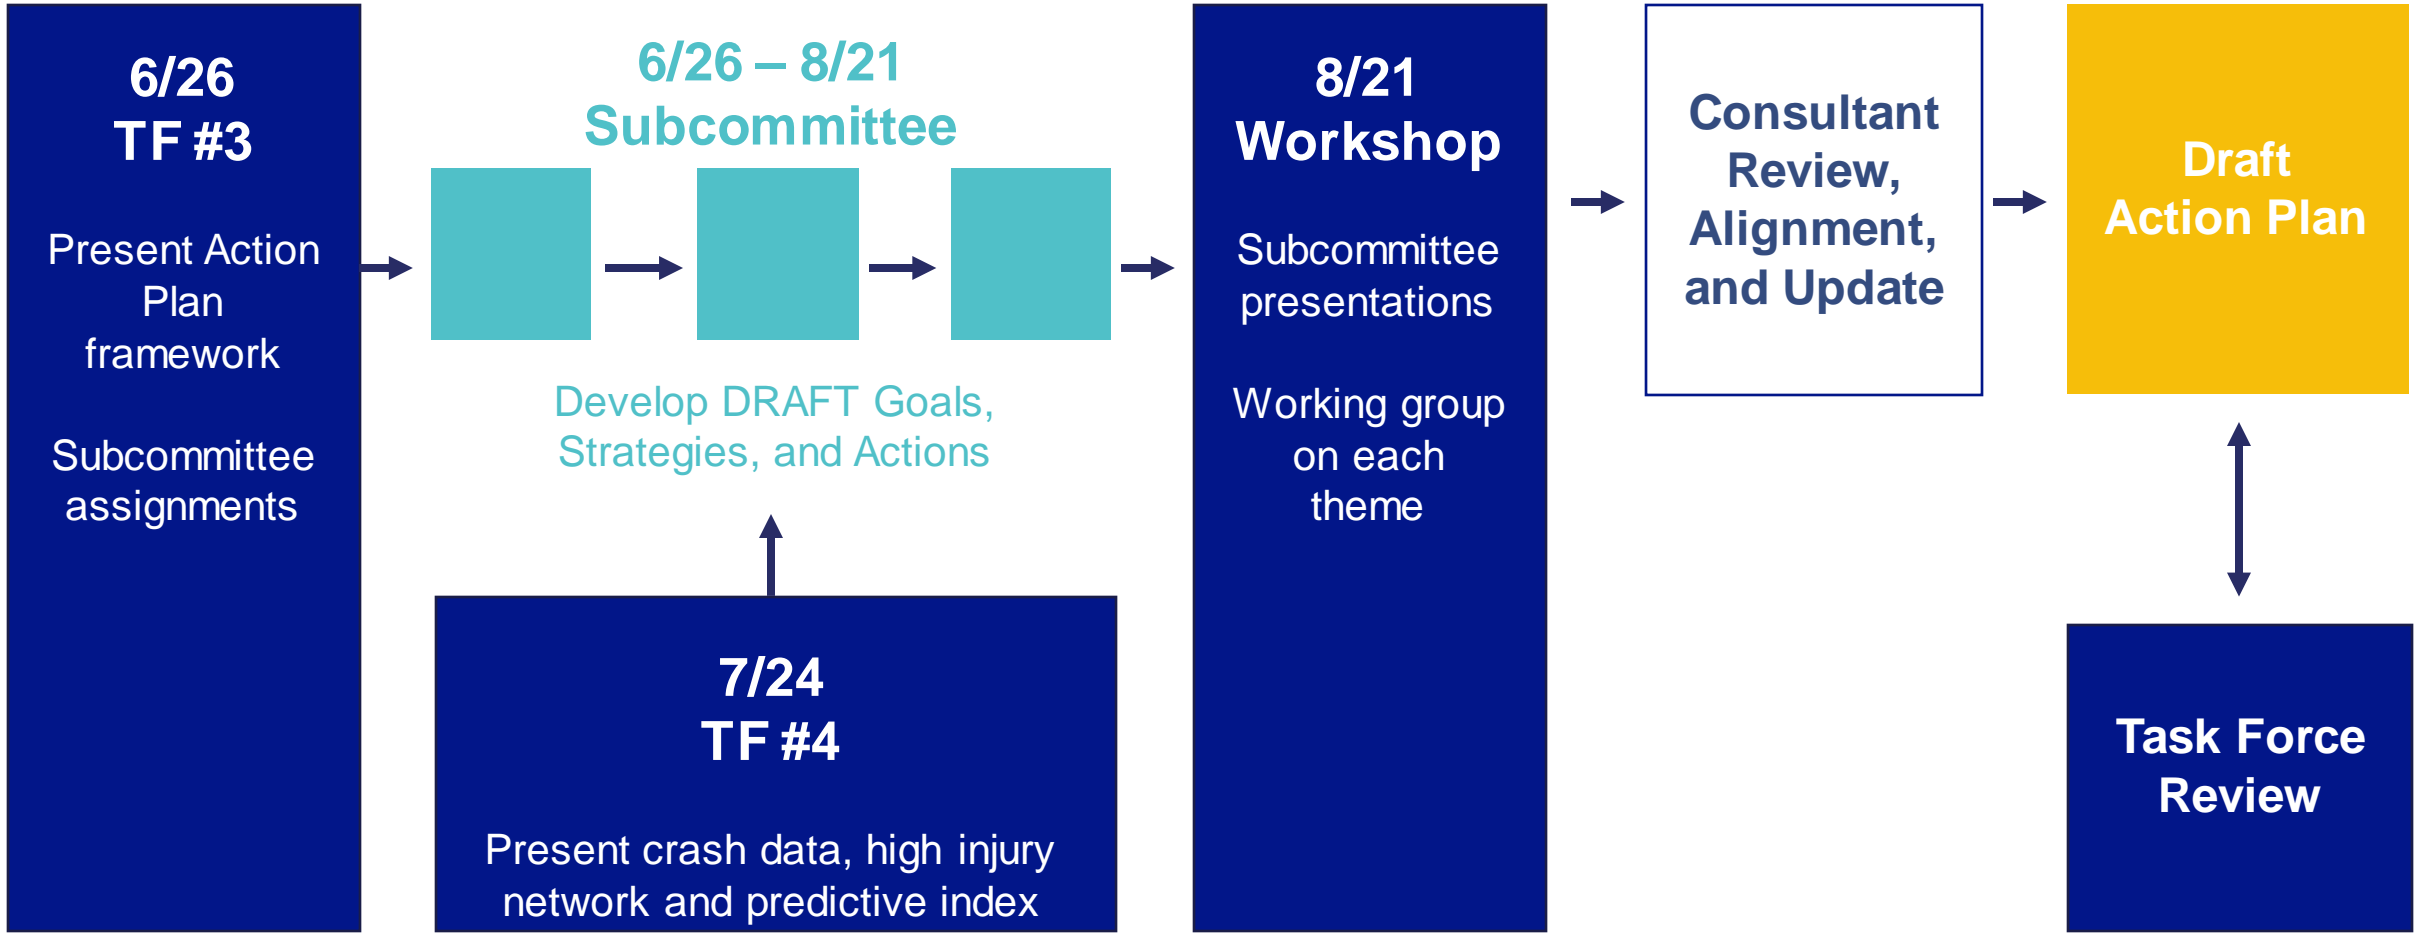 6/26
TF #3
Present Action
Plan
framework
Subcommittee
assignments
6/26 – 8/21
Subcommittee
Develop DRAFT Goals,
Strategies, and Actions
7/24
TF #4
Present crash data, high injury
network and predictive index
8/21
Workshop
Subcommittee
presentations
Working group
on each
theme
Consultant
Review,
Alignment,
and Update
Draft
Action Plan
Task Force
Review